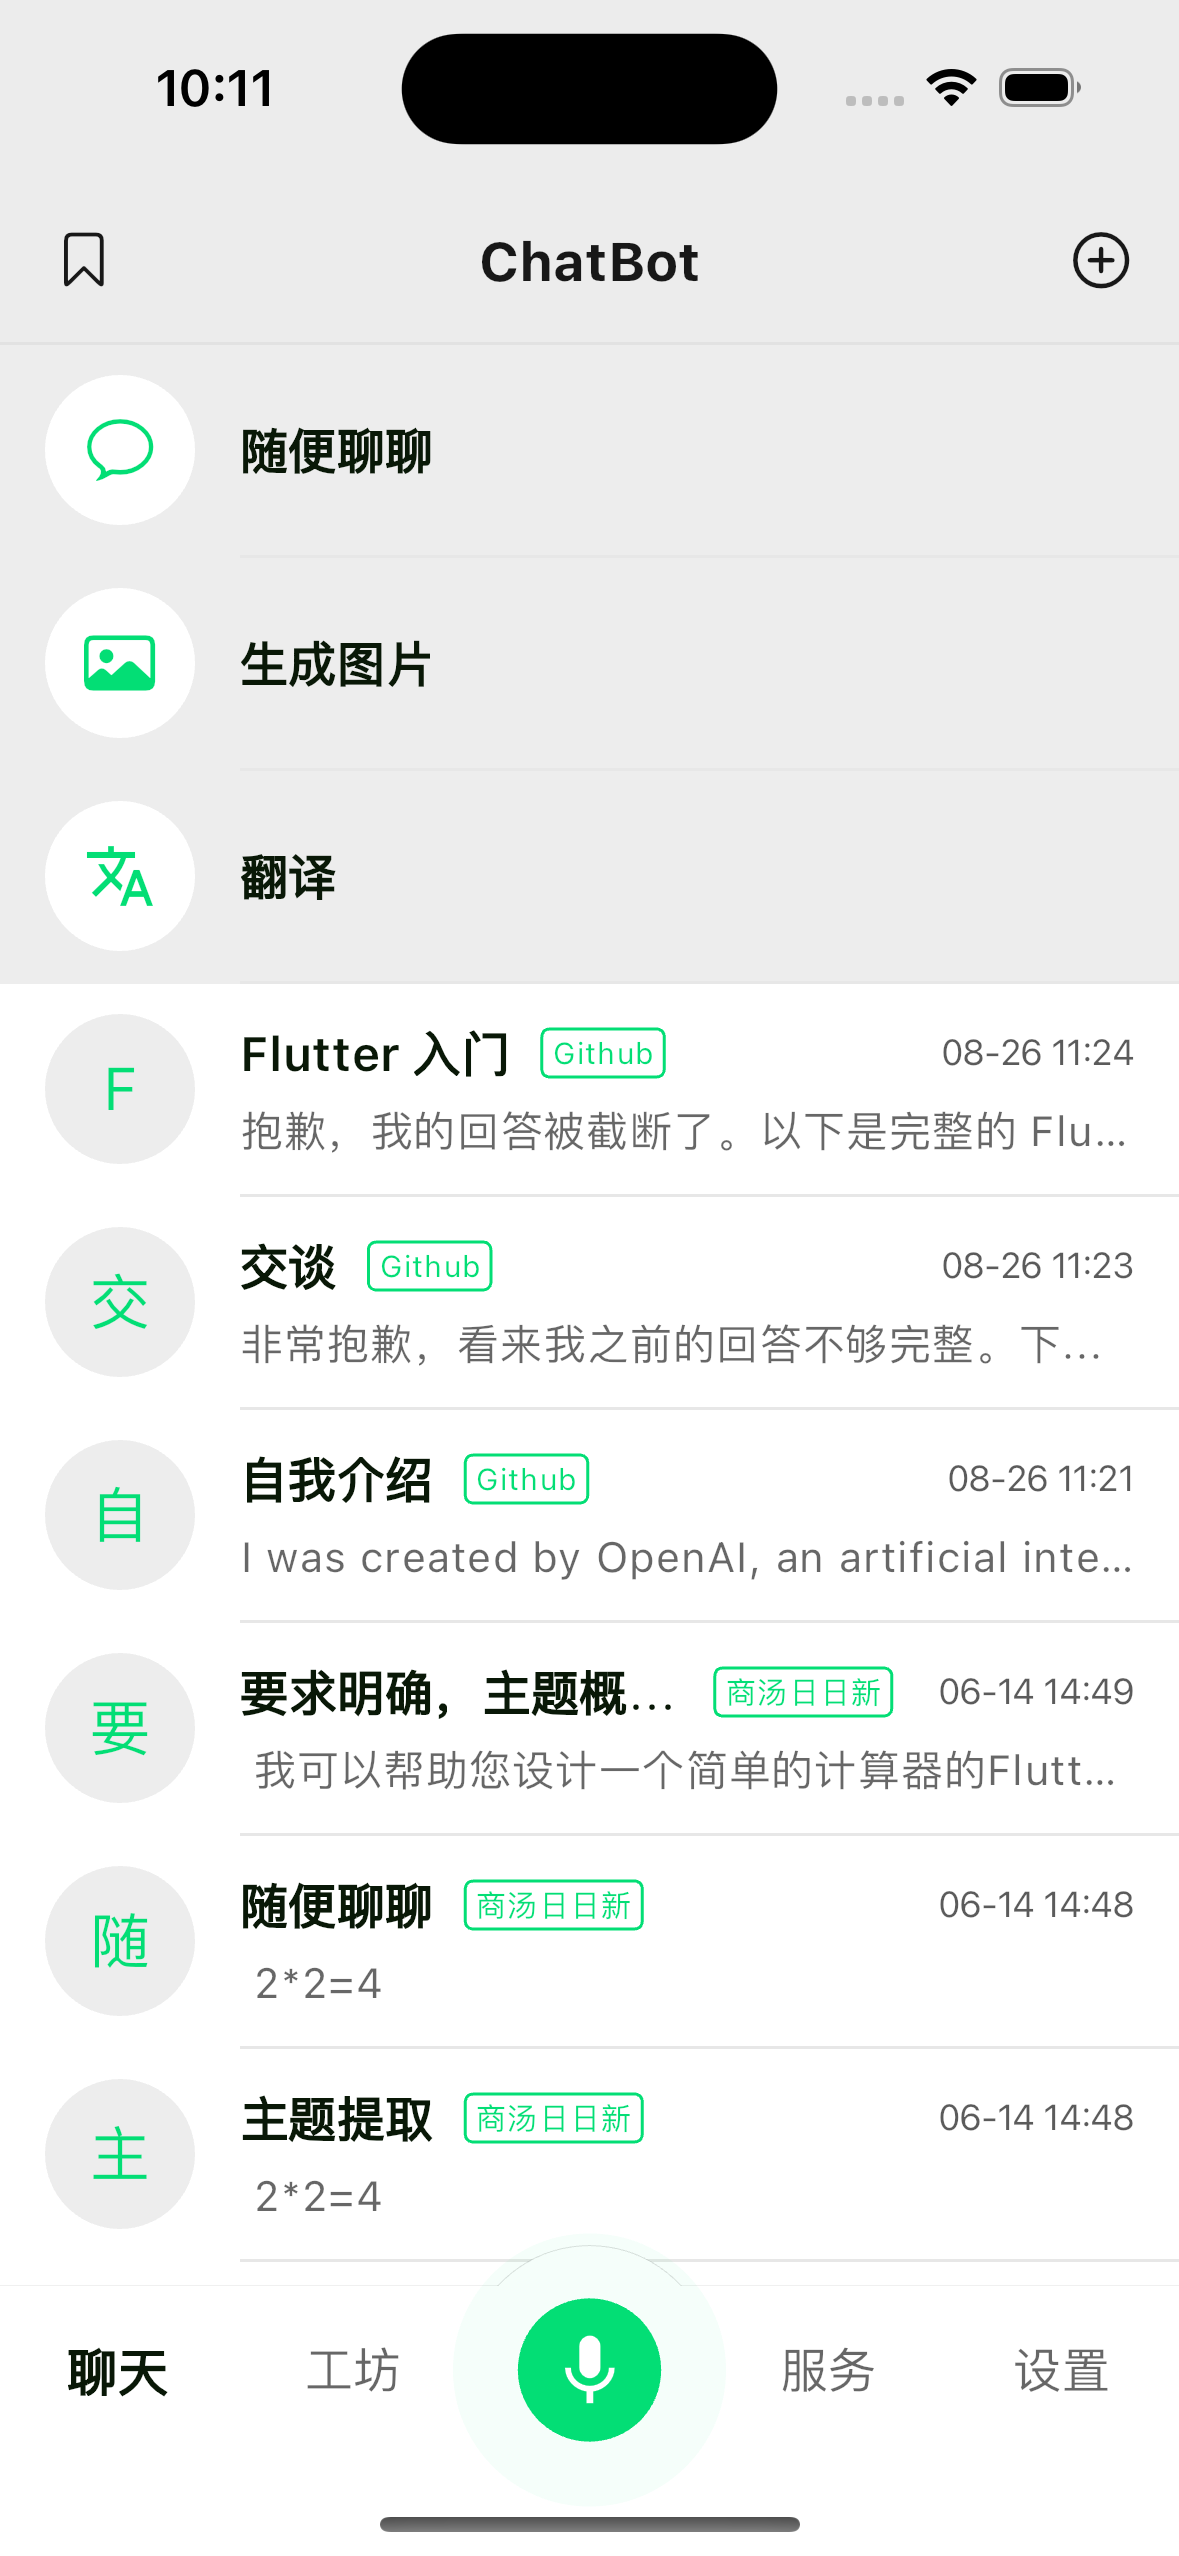 10:11
ChatBot
随便聊聊
生成图片
翻译
F
Flutter 入门 Github 08-26 11:24
抱歉，我的回答被截断了。以下是完整的 Flu...
交
交谈 Github 08-26 11:23
非常抱歉，看来我之前的回答不够完整。下...
自
自我介绍 Github 08-26 11:21
I was created by OpenAI, an artificial inte...
要
要求明确，主题概... 商汤日日新 06-14 14:49
我可以帮助您设计一个简单的计算器的Flutt...
随
随便聊聊 商汤日日新 06-14 14:48
2*2=4
主
主题提取 商汤日日新 06-14 14:48
2*2=4
聊天 工坊 服务 设置